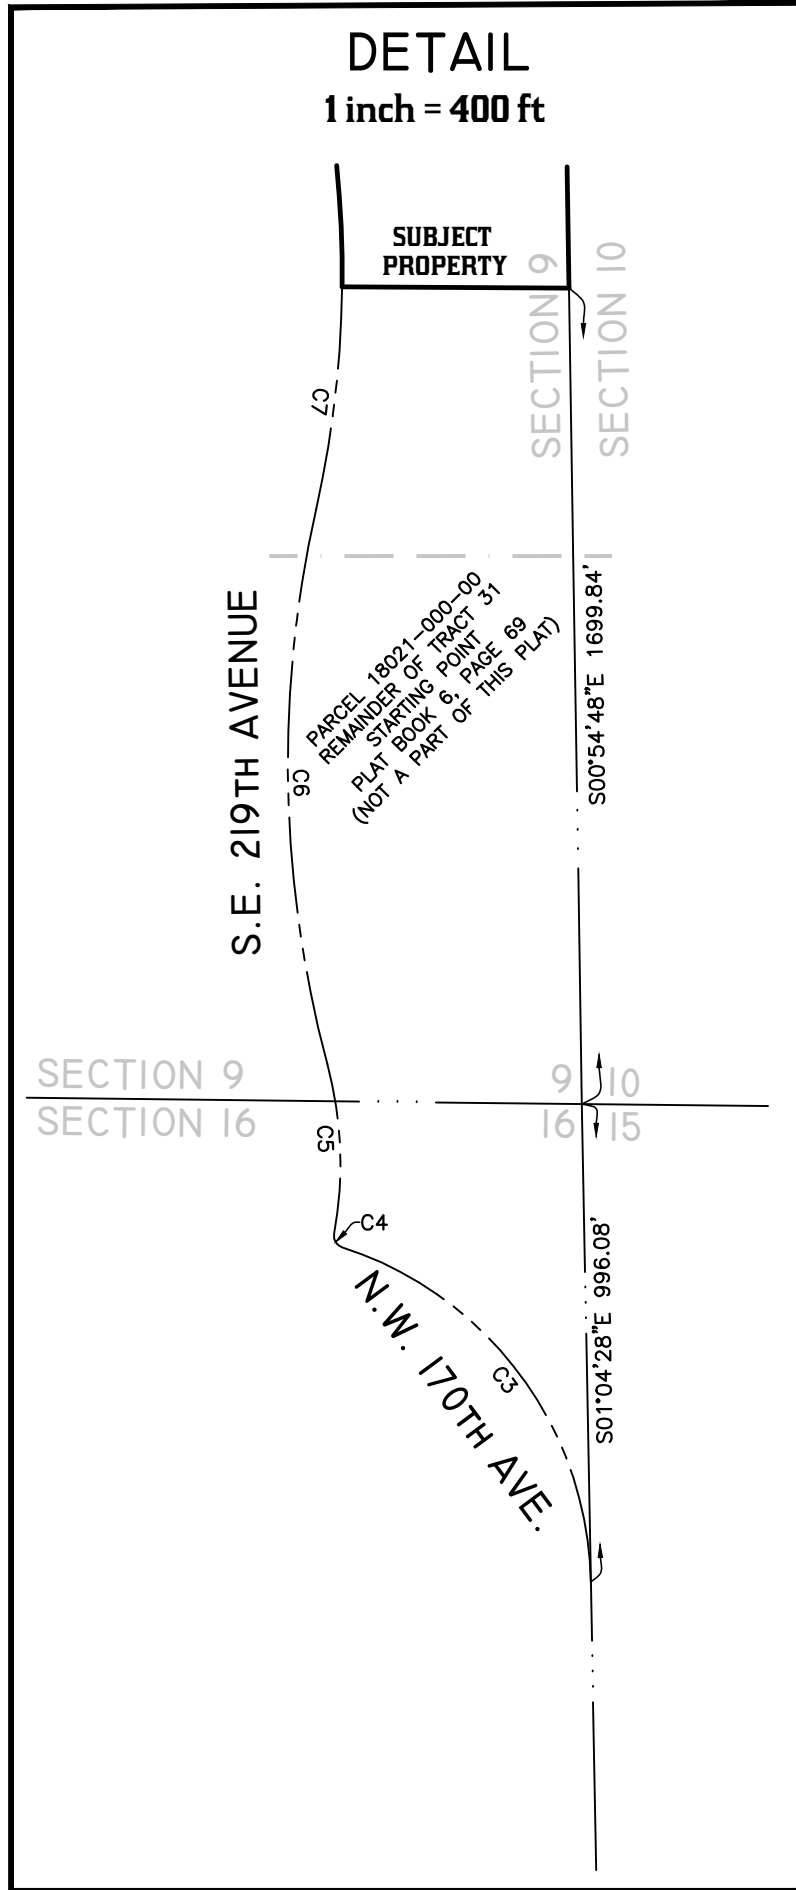 DETAIL
1 inch = 400 ft
SUBJECT
PROPERTY
SECTION 9
SECTION 10
C7
PARCEL 18021-000-00
REMAINDER OF TRACT 31
STARTING POINT
PLAT BOOK 6, PAGE 69
(NOT A PART OF THIS PLAT)
S00°54'48"E 1699.84'
S.E. 219TH AVENUE
C6
SECTION 9
9
10
SECTION 16
16
15
C5
C4
N.W. 170TH AVE.
C3
S01°04'28"E 996.08'